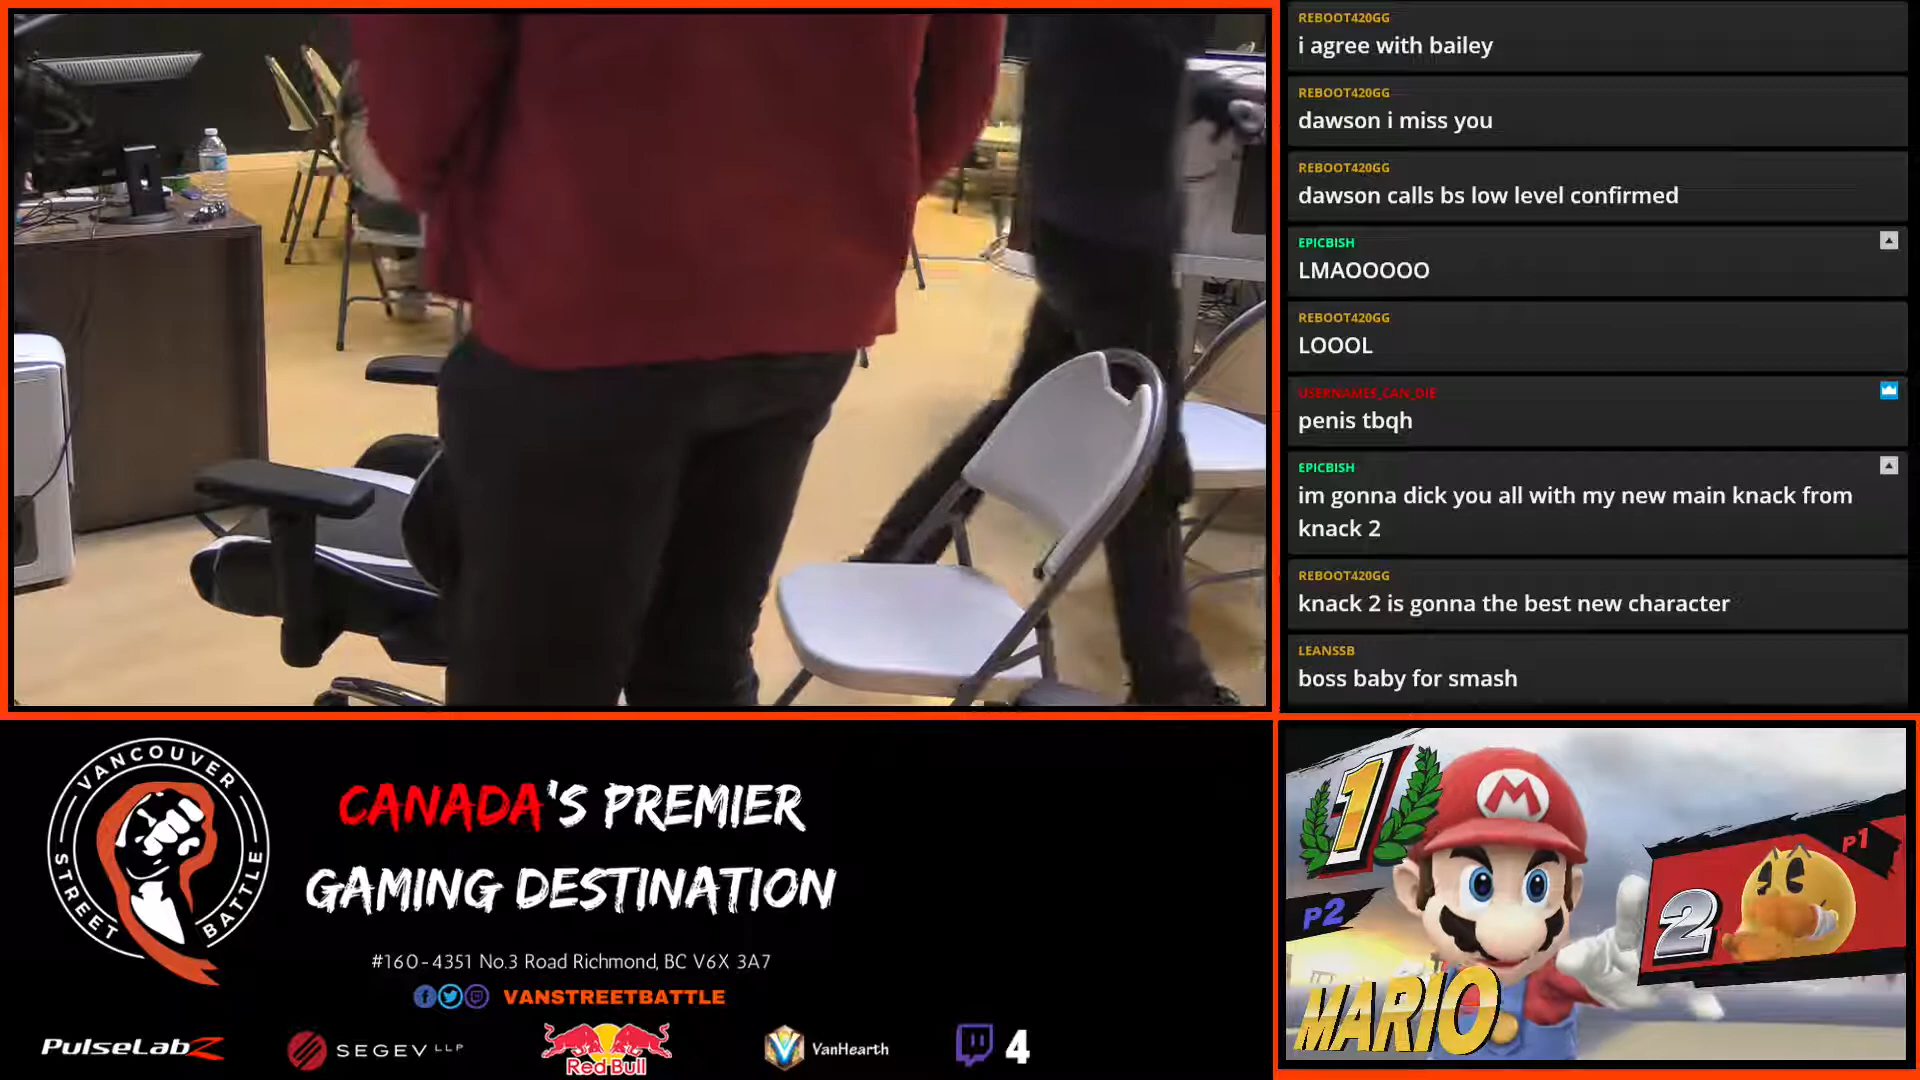 REBOOT420GG
i agree with bailey
REBOOT420GG
dawson i miss you
REBOOT420GG
dawson calls bs low level confirmed
EPICBISH
LMAOOOOO
REBOOT420GG
LOOOL
USERNAMES_CAN_DIE
penis tbqh
EPICBISH
im gonna dick you all with my new main knack from
knack 2
REBOOT420GG
knack 2 is gonna the best new character
LEANSSB
boss baby for smash
VANCOUVER
STREET BATTLE
CANADA'S PREMIER
GAMING DESTINATION
#160-4351 No.3 Road Richmond, BC V6X 3A7
VANSTREETBATTLE
PulseLabZ
SEGEV LLP
Red Bull
VanHearth
4
1
P2
MARIO
P1
2